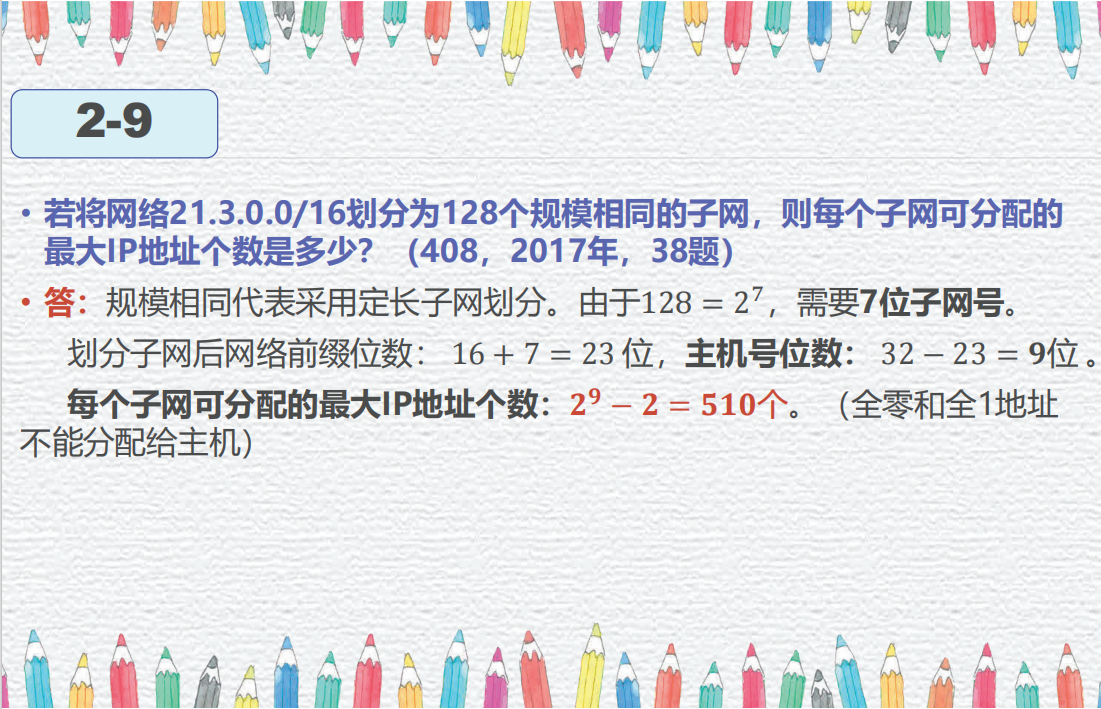 2-9
• 若将网络21.3.0.0/16划分为128个规模相同的子网，则每个子网可分配的
最大IP地址个数是多少？（408，2017年，38题）
• 答：规模相同代表采用定长子网划分。由于128 = 2⁷，需要7位子网号。
划分子网后网络前缀位数： 16 + 7 = 23 位，主机号位数： 32 − 23 = 9位 。
每个子网可分配的最大IP地址个数：2⁹ − 2 = 510个。（全零和全1地址
不能分配给主机）